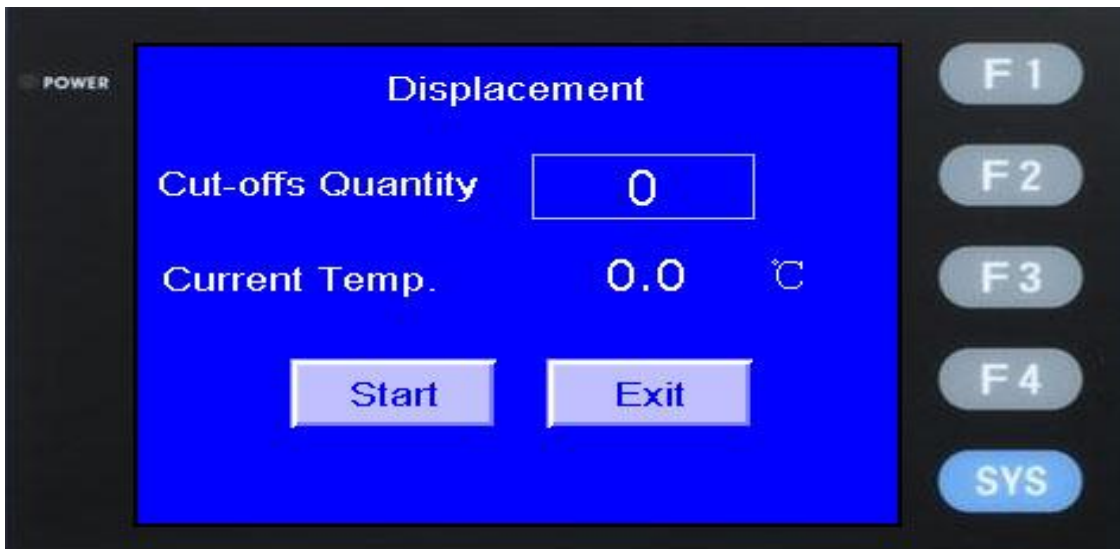 POWER
Displacement
Cut-offs Quantity 0
Current Temp. 0.0 ℃
Start Exit
F1
F2
F3
F4
SYS